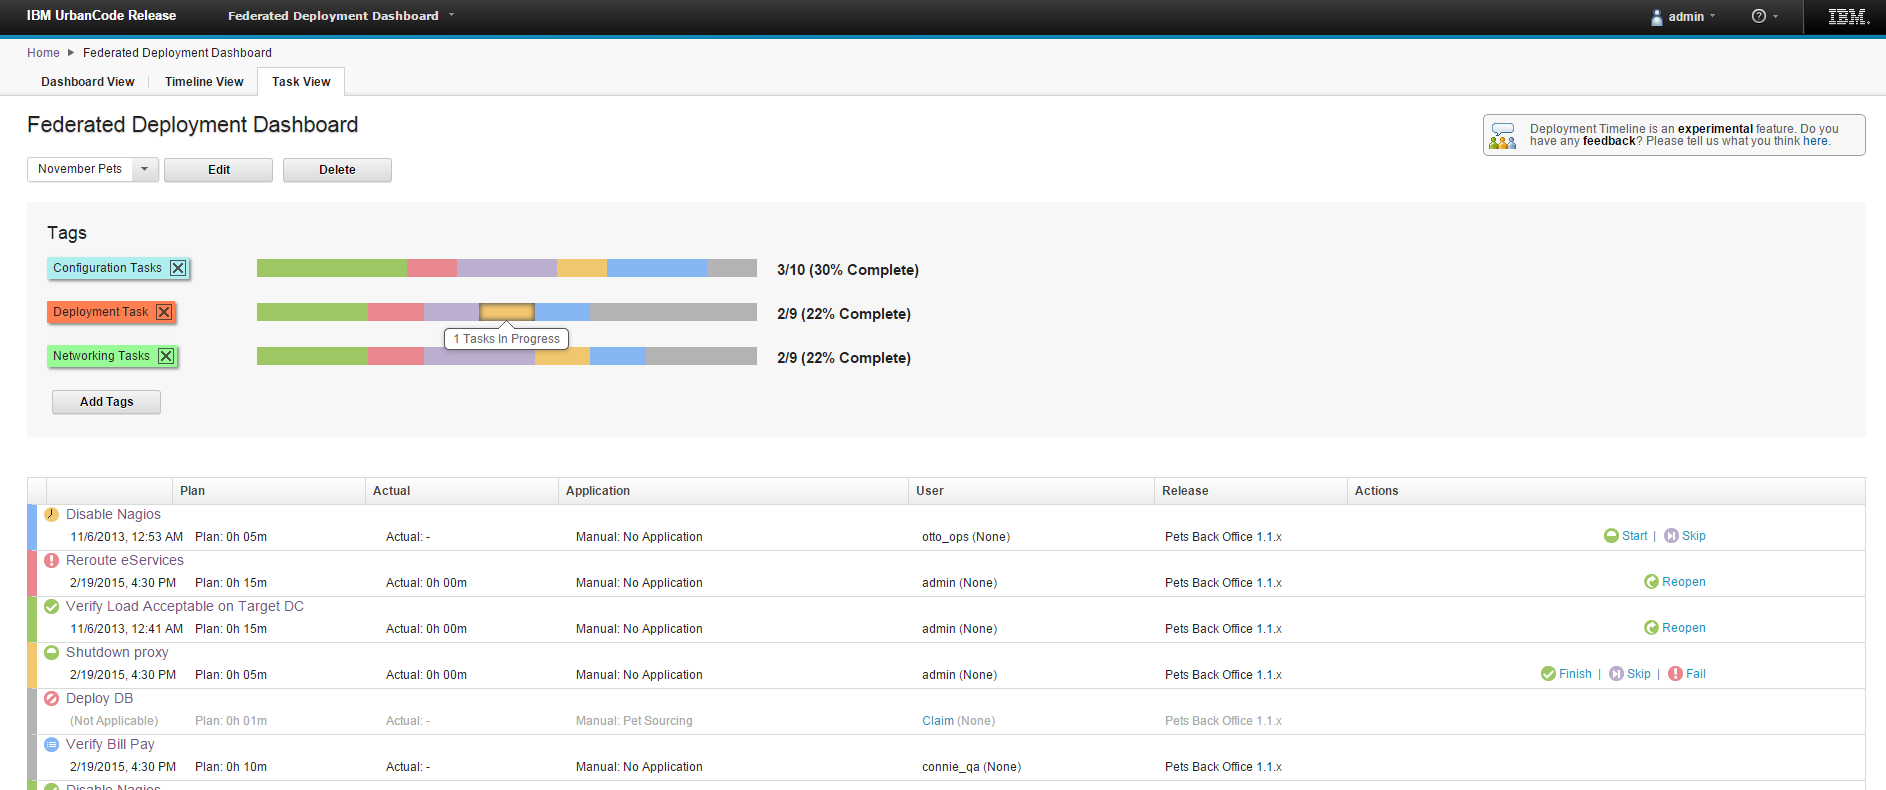 IBM UrbanCode Release
Federated Deployment Dashboard
admin
?
IBM.
Home
Federated Deployment Dashboard
Dashboard View
Timeline View
Task View
Federated Deployment Dashboard
Deployment Timeline is an experimental feature. Do you
have any feedback? Please tell us what you think here.
November Pets
Edit
Delete
Tags
Configuration Tasks
3/10 (30% Complete)
Deployment Task
2/9 (22% Complete)
1 Tasks In Progress
Networking Tasks
2/9 (22% Complete)
Add Tags
Plan Actual Application User Release Actions
Disable Nagios
11/6/2013, 12:53 AM Plan: 0h 05m Actual: - Manual: No Application otto_ops (None) Pets Back Office 1.1.x Start | Skip
Reroute eServices
2/19/2015, 4:30 PM Plan: 0h 15m Actual: 0h 00m Manual: No Application admin (None) Pets Back Office 1.1.x Reopen
Verify Load Acceptable on Target DC
11/6/2013, 12:41 AM Plan: 0h 15m Actual: 0h 00m Manual: No Application admin (None) Pets Back Office 1.1.x Reopen
Shutdown proxy
2/19/2015, 4:30 PM Plan: 0h 05m Actual: 0h 00m Manual: No Application admin (None) Pets Back Office 1.1.x Finish | Skip | Fail
Deploy DB
(Not Applicable) Plan: 0h 01m Actual: - Manual: Pet Sourcing Claim (None) Pets Back Office 1.1.x
Verify Bill Pay
2/19/2015, 4:30 PM Plan: 0h 10m Actual: - Manual: No Application connie_qa (None) Pets Back Office 1.1.x
Disable Nagios